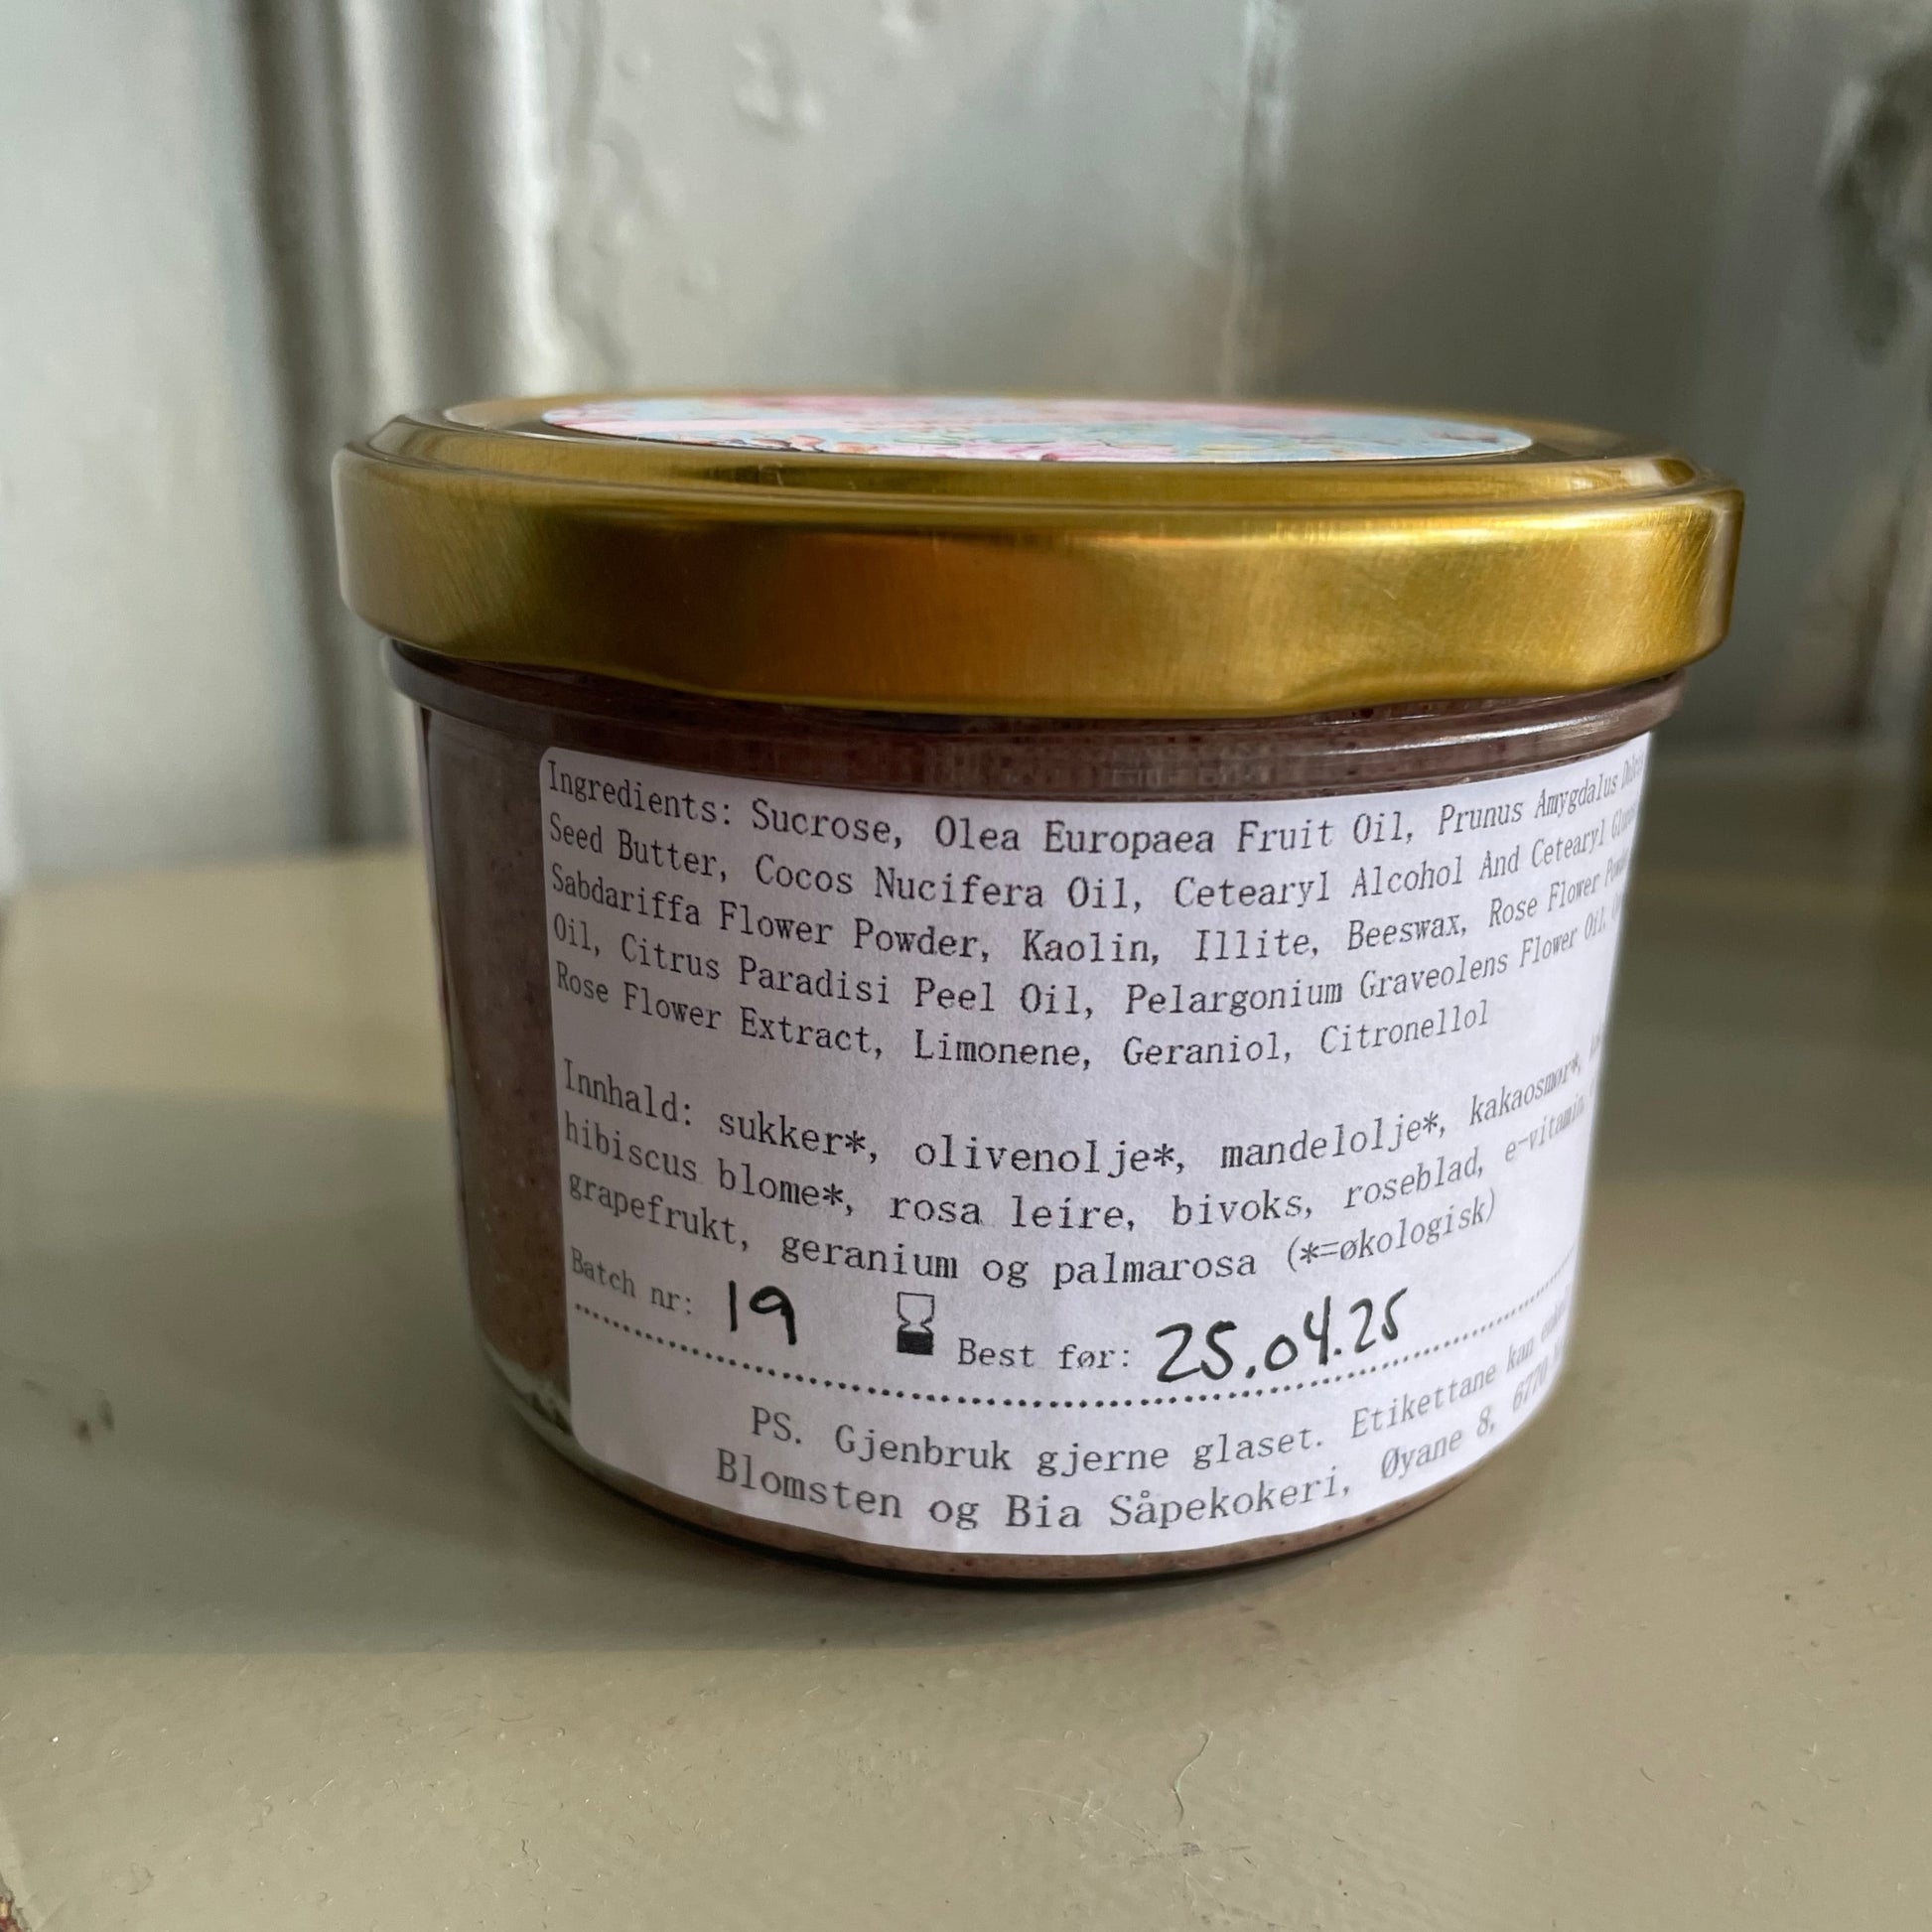 Ingredients: Sucrose, Olea Europaea Fruit Oil, Prunus Amygdalus
Seed Butter, Cocos Nucifera Oil, Cetearyl Alcohol And Cetearyl
Sabdariffa Flower Powder, Kaolin, Illite, Beeswax, Rose Flower
Oil, Citrus Paradisi Peel Oil, Pelargonium Graveolens Flower Oil,
Rose Flower Extract, Limonene, Geraniol, Citronellol
Innhald: sukker*, olivenolje*, mandelolje*, kakaosmør*,
hibiscus blome*, rosa leire, bivoks, roseblad, e-vitamin,
grapefrukt, geranium og palmarosa (*=økologisk)
Batch nr: 19 Best før: 25.04.25
PS. Gjenbruk gjerne glaset. Etikettane kan
Blomsten og Bia Såpekokeri, Øyane 8, 6770